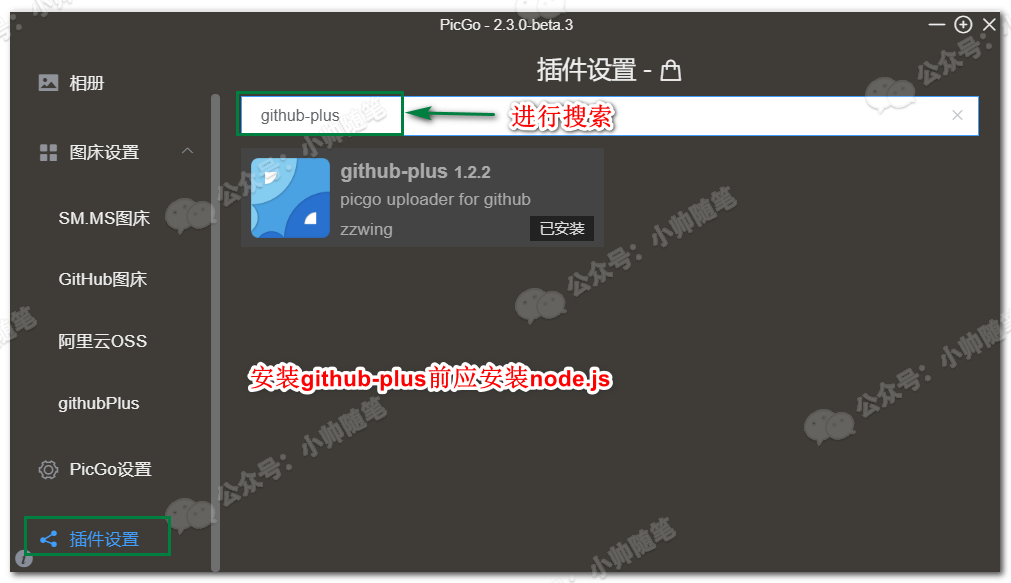 PicGo - 2.3.0-beta.3
相册
图床设置
SM.MS图床
GitHub图床
阿里云OSS
githubPlus
PicGo设置
插件设置
插件设置 -
github-plus
进行搜索
github-plus 1.2.2
picgo uploader for github
zzwing
已安装
安装github-plus前应安装node.js
公众号：小帅随笔
公众号：小帅随笔
公众号：小帅随笔
公众号：小帅随笔
公众号：
小帅随笔
随笔